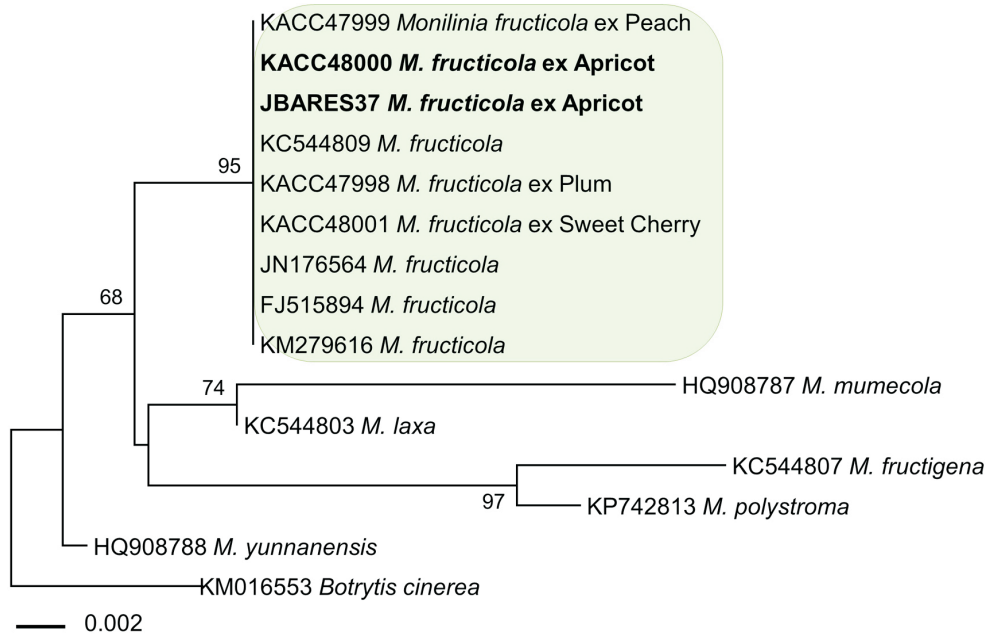 KACC47999 Monilinia fructicola ex Peach
KACC48000 M. fructicola ex Apricot
JBARES37 M. fructicola ex Apricot
KC544809 M. fructicola
95
KACC47998 M. fructicola ex Plum
KACC48001 M. fructicola ex Sweet Cherry
JN176564 M. fructicola
68
FJ515894 M. fructicola
KM279616 M. fructicola
74
HQ908787 M. mumecola
KC544803 M. laxa
KC544807 M. fructigena
97
KP742813 M. polystroma
HQ908788 M. yunnanensis
KM016553 Botrytis cinerea
0.002